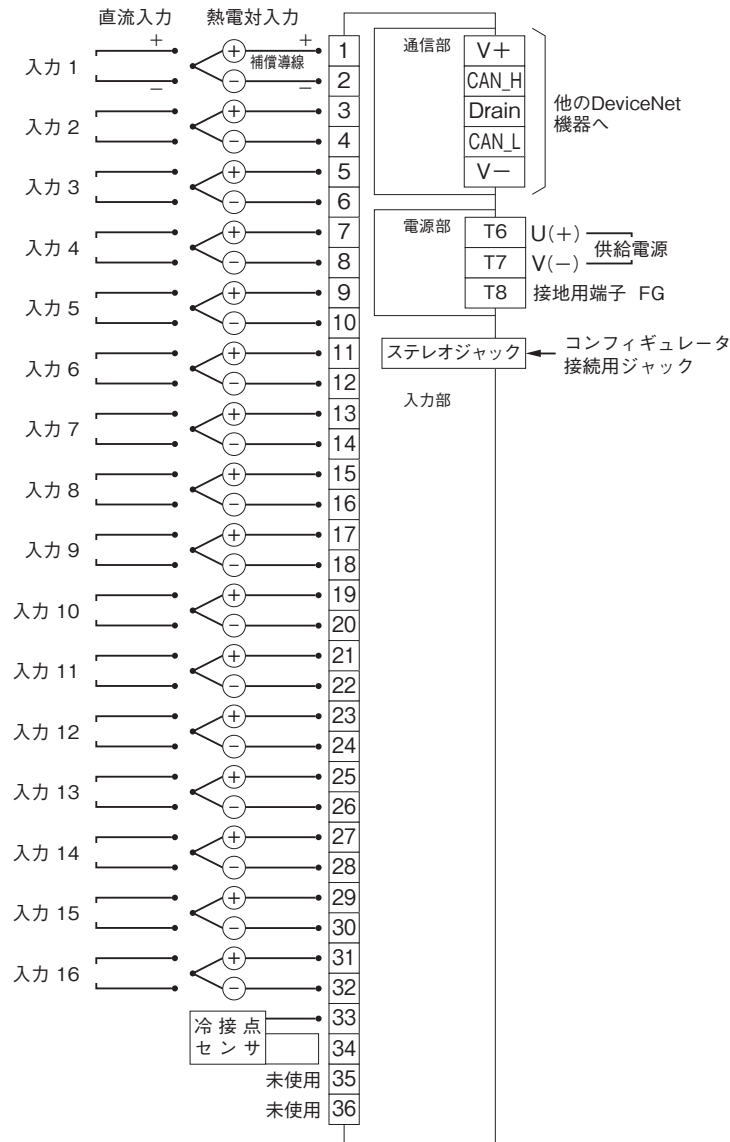 直流入力 熱電対入力
入力 1 + − + 補償導線 + − − 1 2
入力 2 + − 3 4
入力 3 + − 5 6
入力 4 + − 7 8
入力 5 + − 9 10
入力 6 + − 11 12
入力 7 + − 13 14
入力 8 + − 15 16
入力 9 + − 17 18
入力 10 + − 19 20
入力 11 + − 21 22
入力 12 + − 23 24
入力 13 + − 25 26
入力 14 + − 27 28
入力 15 + − 29 30
入力 16 + − 31 32
冷 接 点
セ ン サ
33
34
未使用 35
未使用 36
通信部
V+
CAN_H
Drain
CAN_L
V−
他のDeviceNet
機器へ
電源部
T6 U(+)
T7 V(−)
供給電源
T8 接地用端子 FG
ステレオジャック
コンフィギュレータ
接続用ジャック
入力部